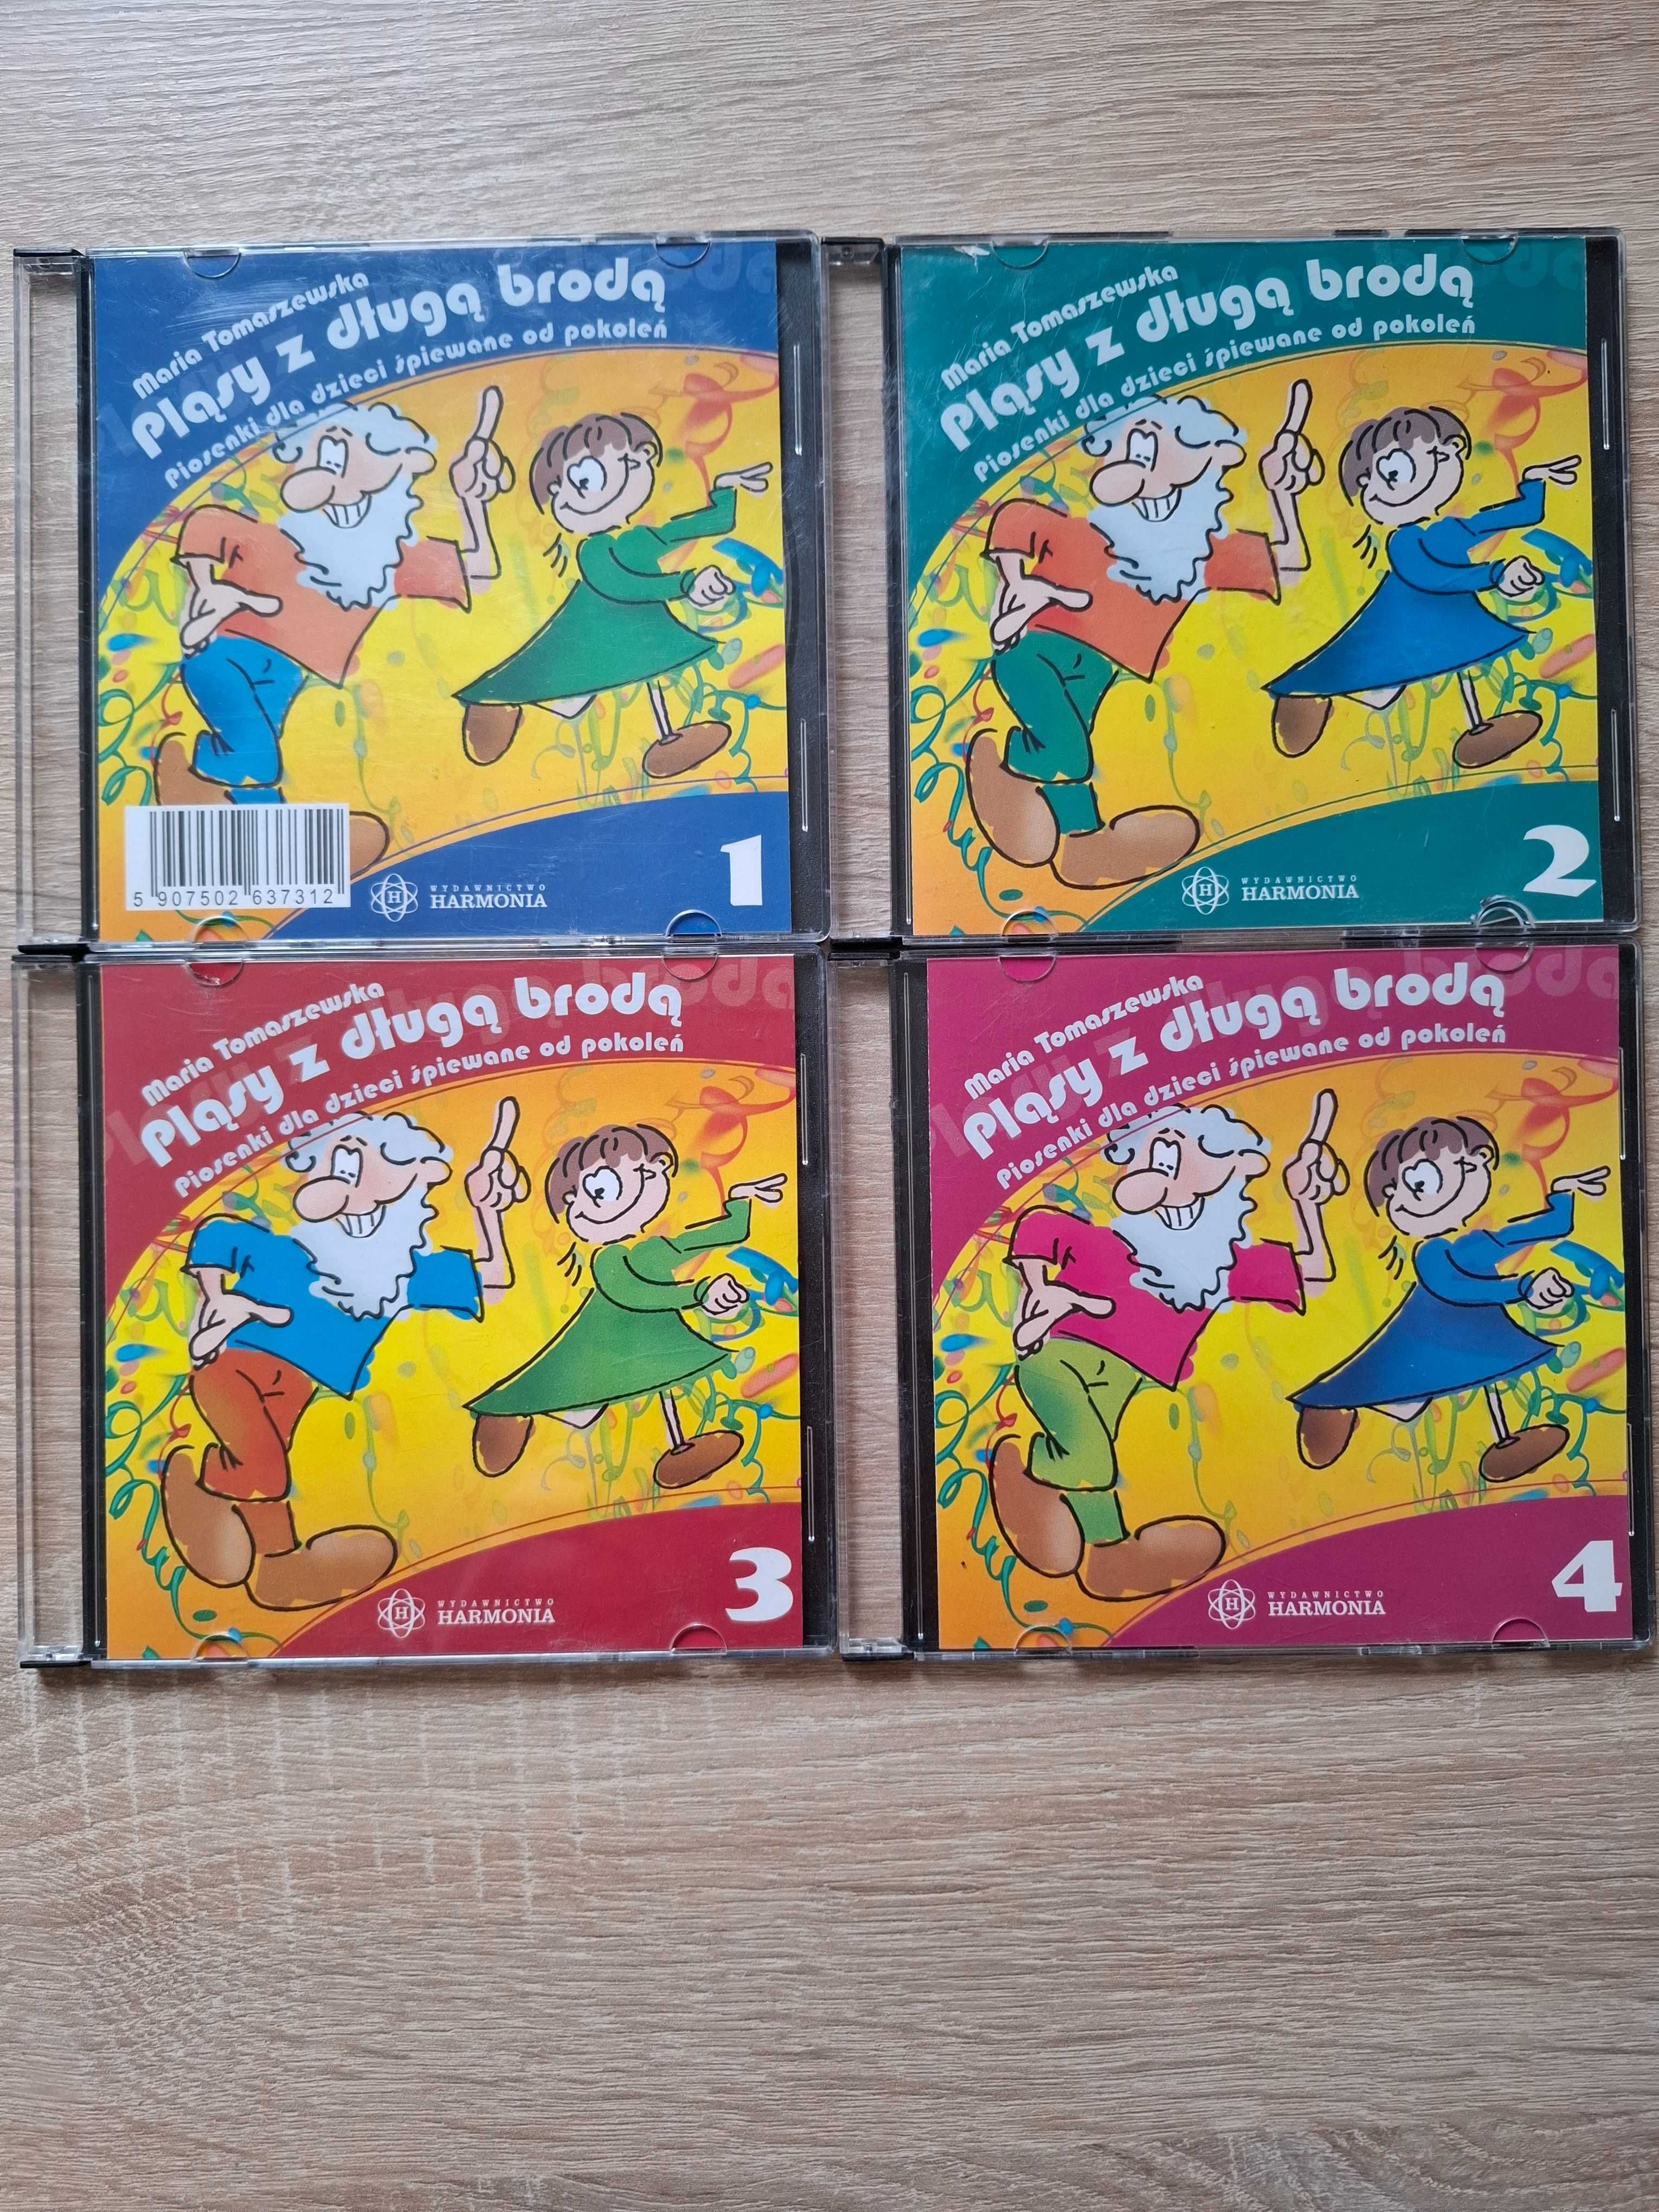 Maria Tomaszewska
Pląsy z długą brodą
Piosenki dla dzieci śpiewane od pokoleń
5 907502 637312
H
WYDAWNICTWO
HARMONIA
1
Maria Tomaszewska
Pląsy z długą brodą
Piosenki dla dzieci śpiewane od pokoleń
H
WYDAWNICTWO
HARMONIA
2
Maria Tomaszewska
Pląsy z długą brodą
Piosenki dla dzieci śpiewane od pokoleń
H
WYDAWNICTWO
HARMONIA
3
Maria Tomaszewska
Pląsy z długą brodą
Piosenki dla dzieci śpiewane od pokoleń
H
WYDAWNICTWO
HARMONIA
4